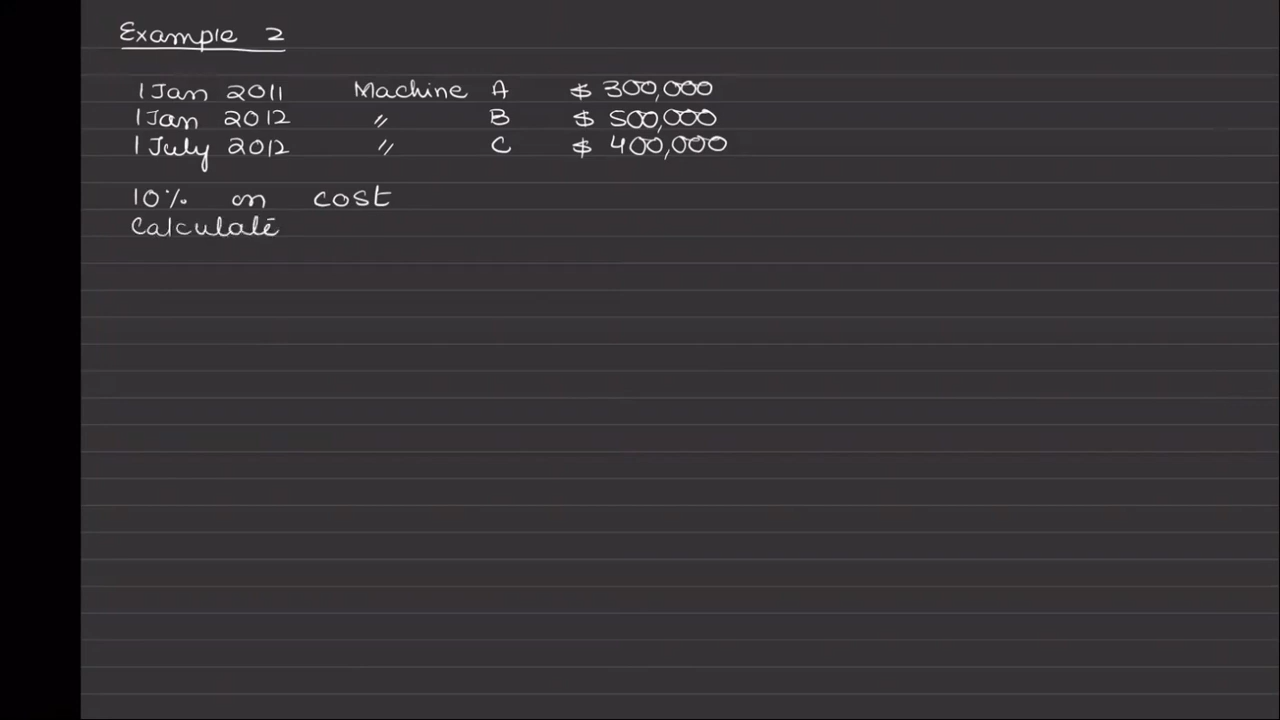 Example 2
1 Jan 2011 Machine A $ 300,000
1 Jan 2012 〃 B $ 500,000
1 July 2012 〃 C $ 400,000
10% on cost
Calculate